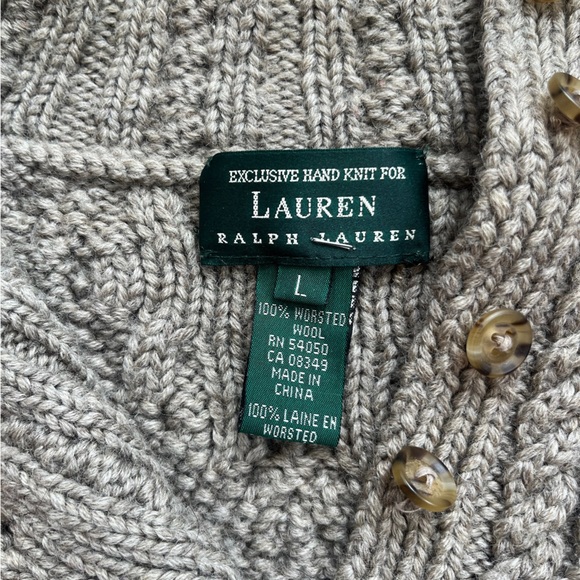 EXCLUSIVE HAND KNIT FOR
LAUREN
RALPH LAUREN
L
100% WORSTED
WOOL
RN 54050
CA 08349
MADE IN
CHINA
100% LAINE EN
WORSTED